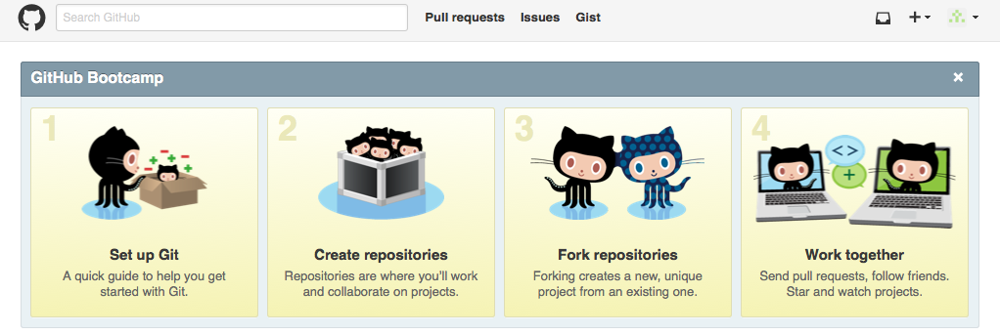 Search GitHub
Pull requests
Issues
Gist
GitHub Bootcamp
1
Set up Git
A quick guide to help you get
started with Git.
2
Create repositories
Repositories are where you'll work
and collaborate on projects.
3
Fork repositories
Forking creates a new, unique
project from an existing one.
4
Work together
Send pull requests, follow friends.
Star and watch projects.